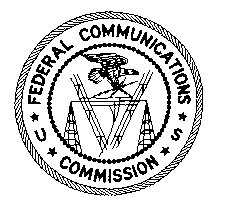 ★ FEDERAL COMMUNICATIONS ★
U ★ COMMISSION ★ S